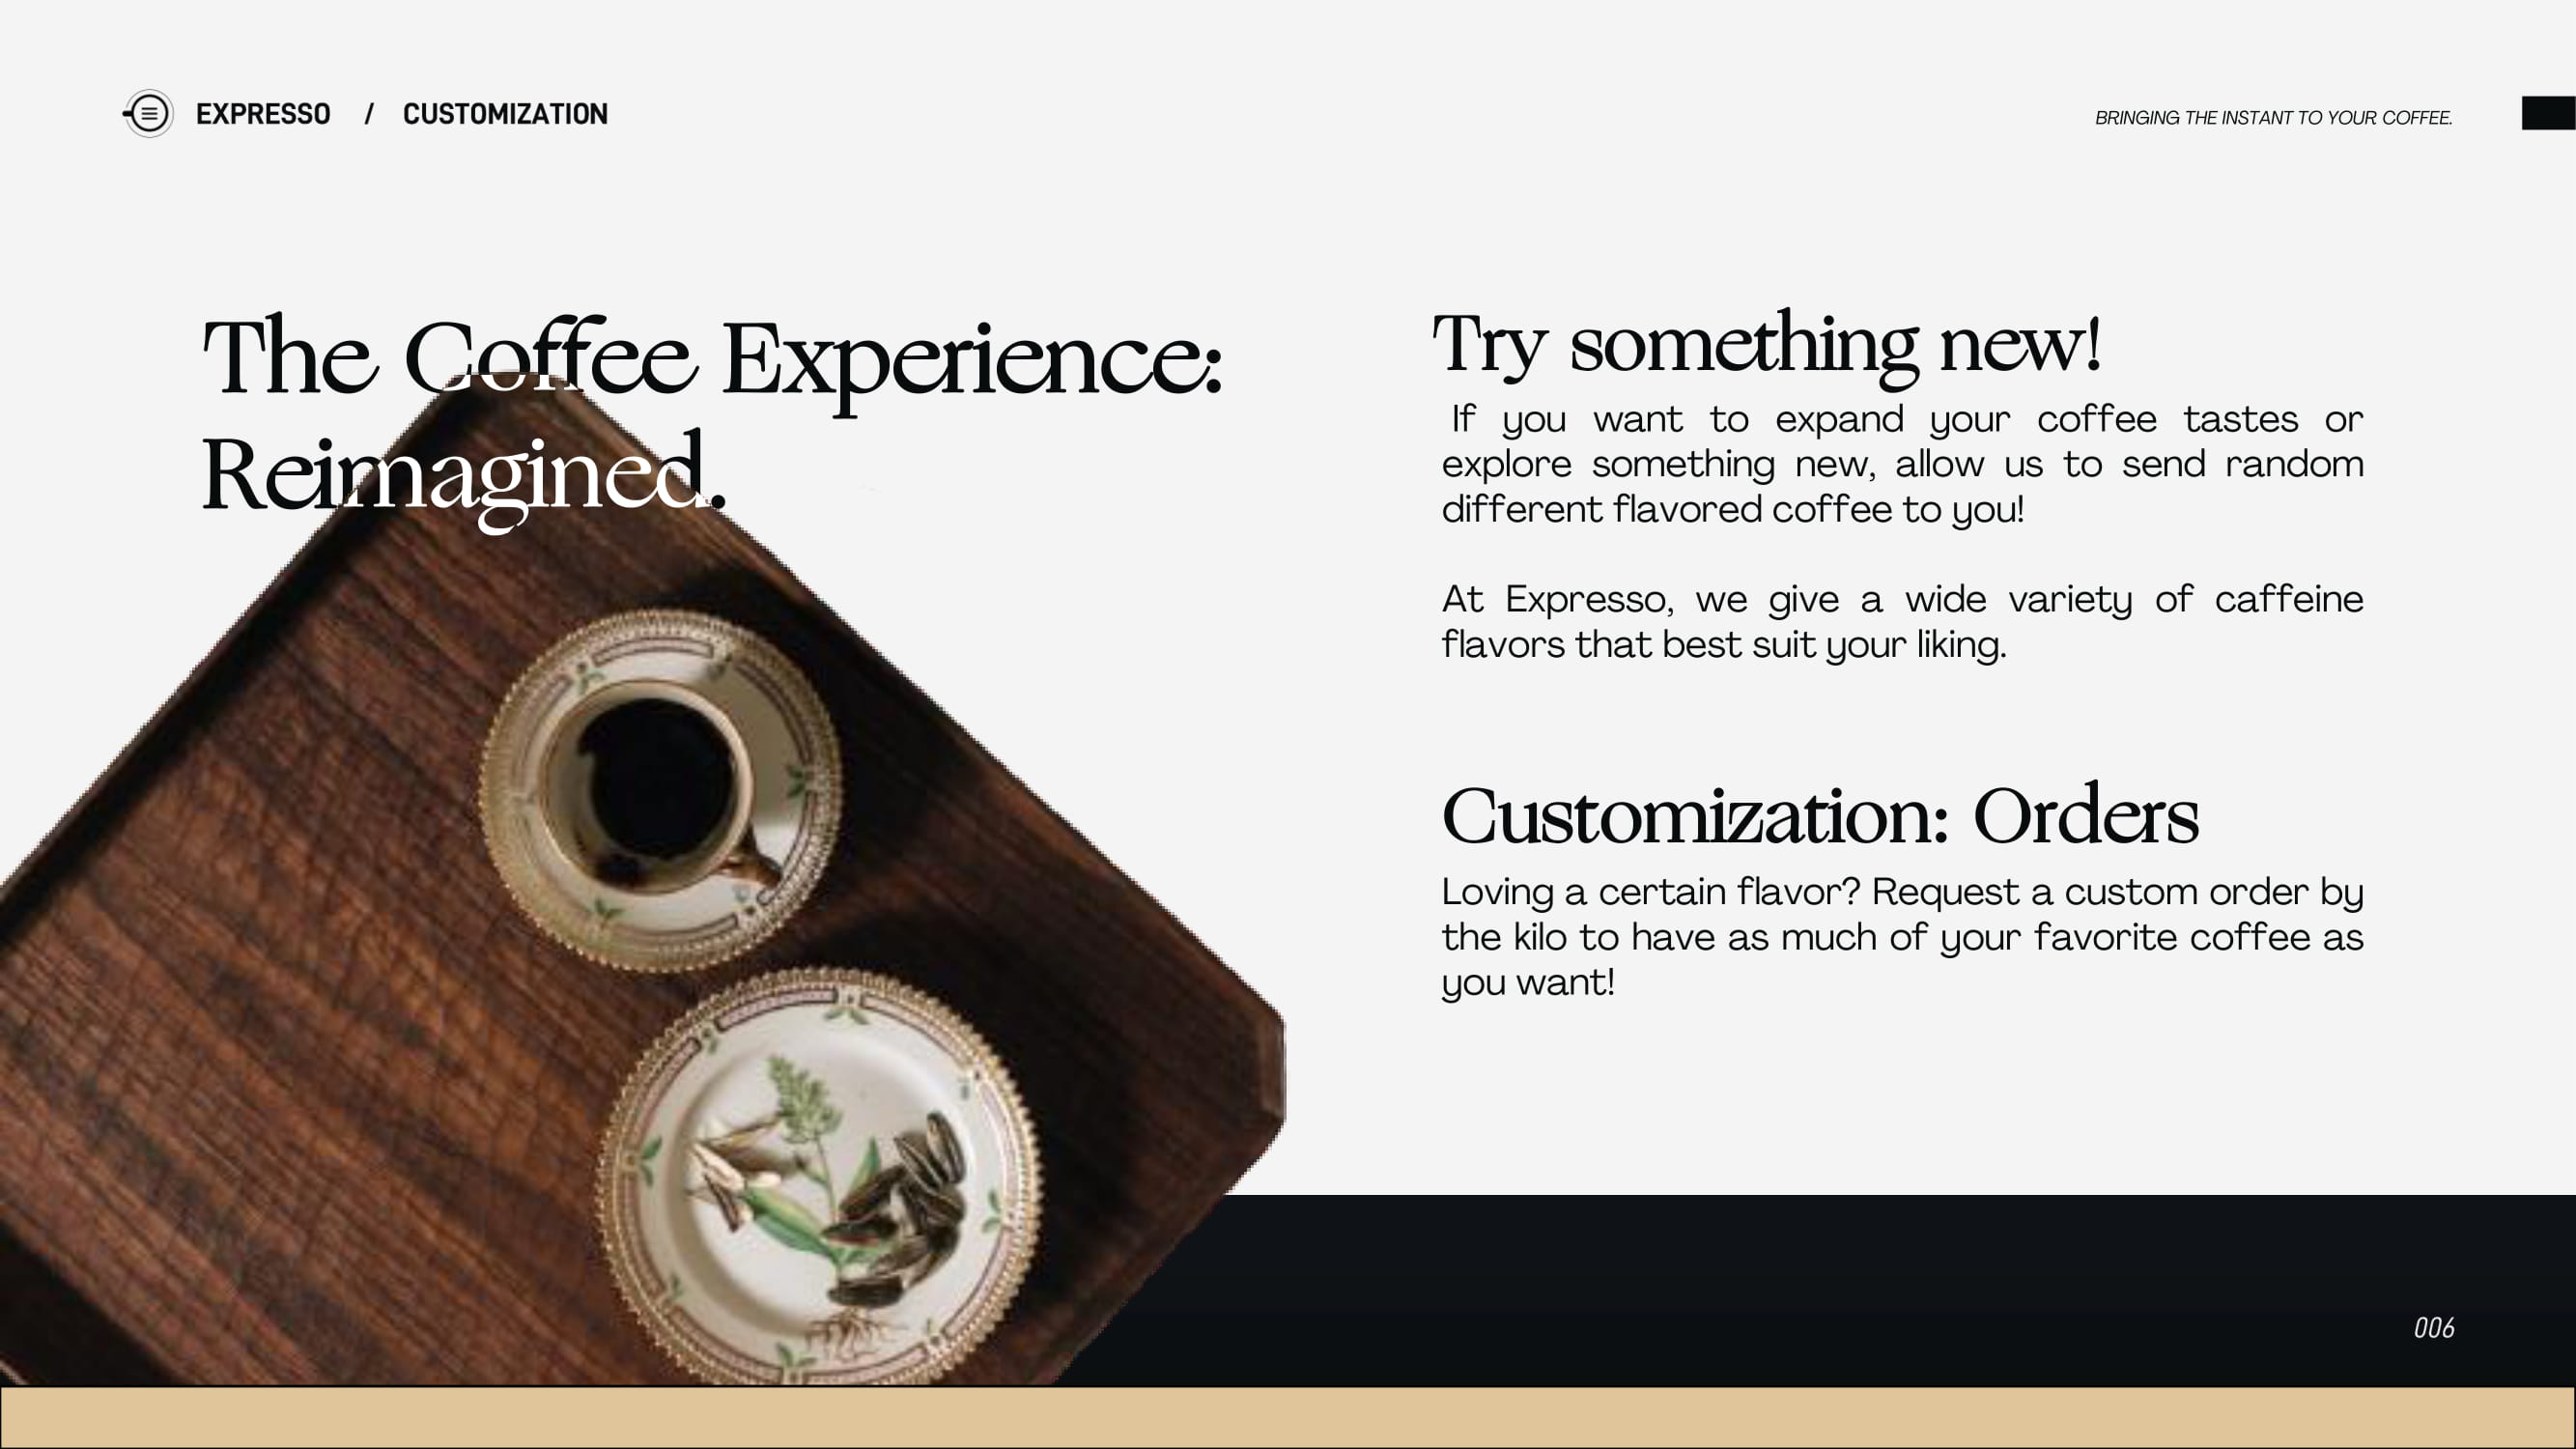 EXPRESSO / CUSTOMIZATION
BRINGING THE INSTANT TO YOUR COFFEE.
The Coffee Experience:
Reimagined.
Try something new!
If you want to expand your coffee tastes or
explore something new, allow us to send random
different flavored coffee to you!
At Expresso, we give a wide variety of caffeine
flavors that best suit your liking.
Customization: Orders
Loving a certain flavor? Request a custom order by
the kilo to have as much of your favorite coffee as
you want!
006